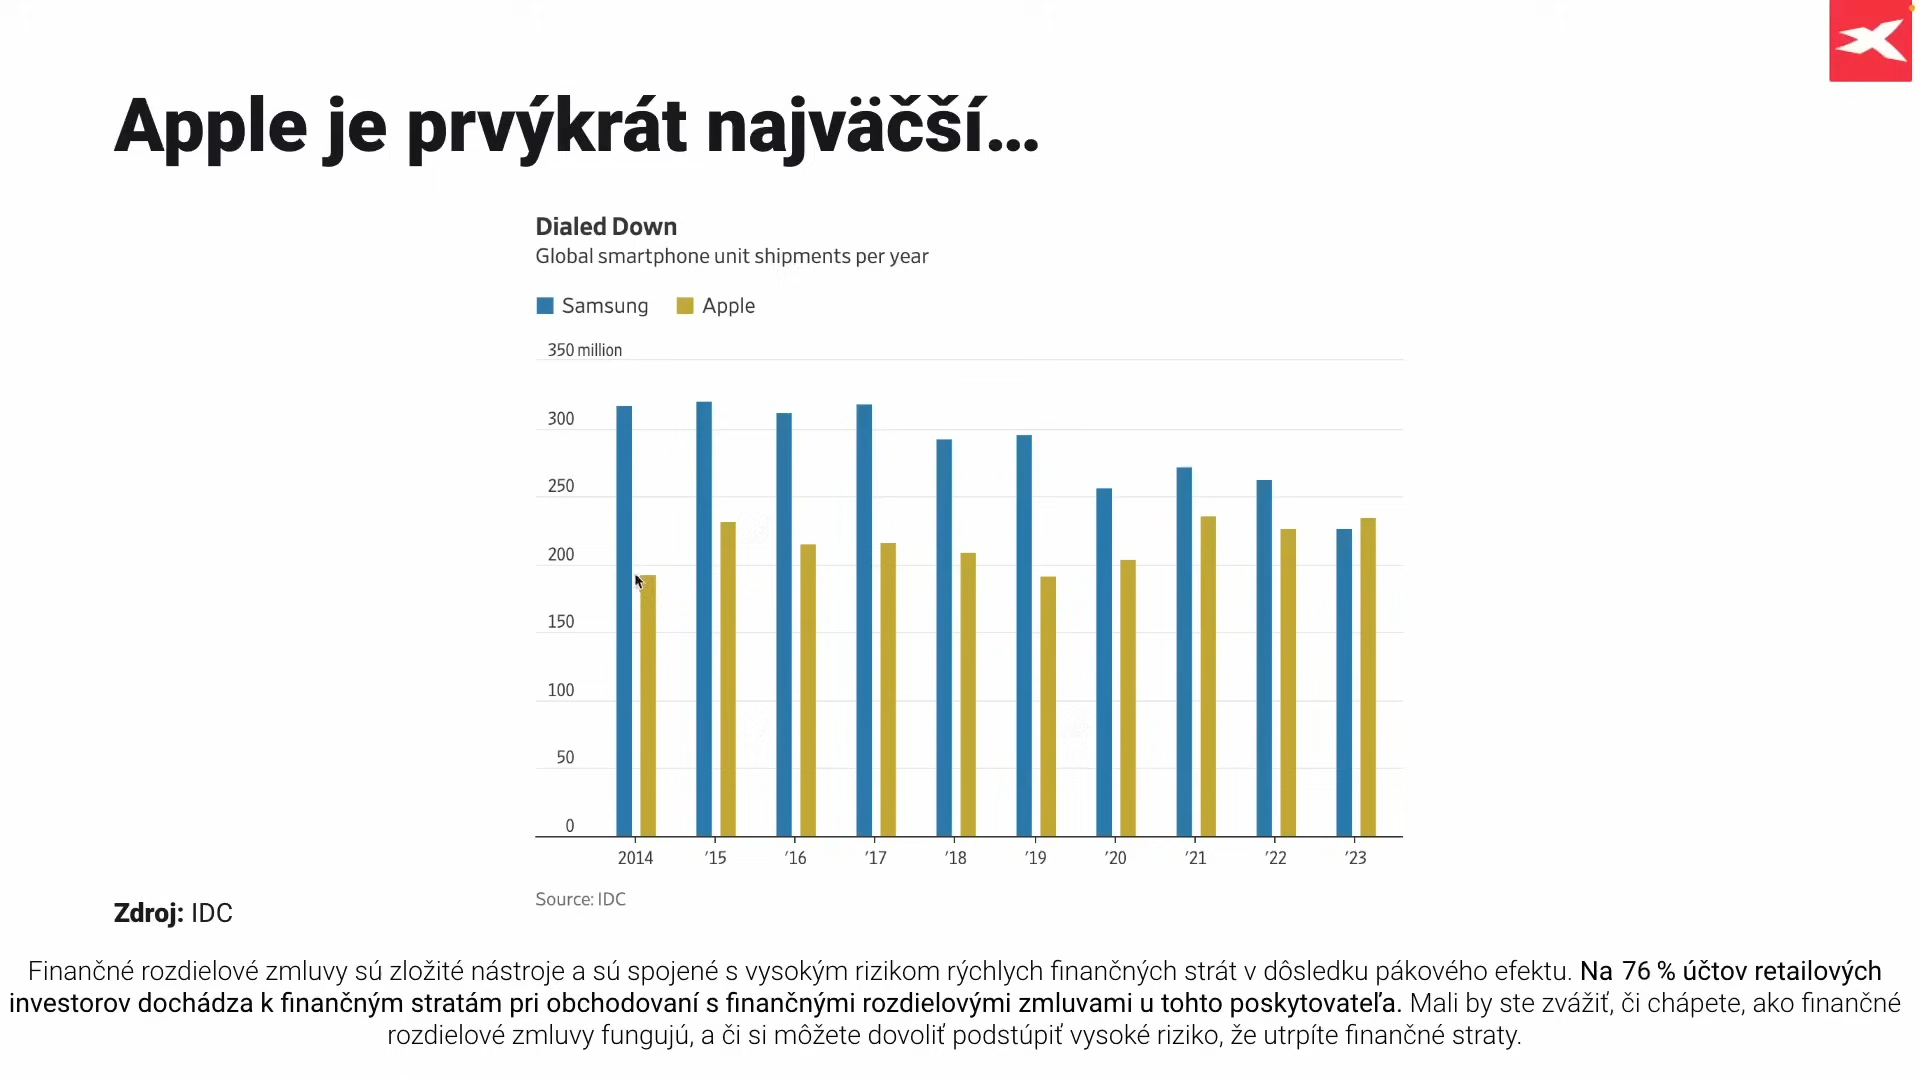 Apple je prvýkrát najväčší...
Dialed Down
Global smartphone unit shipments per year
Samsung Apple
350 million
300
250
200
150
100
50
0
2014 ’15 ’16 ’17 ’18 ’19 ’20 ’21 ’22 ’23
Source: IDC
Zdroj: IDC
Finančné rozdielové zmluvy sú zložité nástroje a sú spojené s vysokým rizikom rýchlych finančných strát v dôsledku pákového efektu. Na 76 % účtov retailových
investorov dochádza k finančným stratám pri obchodovaní s finančnými rozdielovými zmluvami u tohto poskytovateľa. Mali by ste zvážiť, či chápete, ako finančné
rozdielové zmluvy fungujú, a či si môžete dovoliť podstúpiť vysoké riziko, že utrpíte finančné straty.